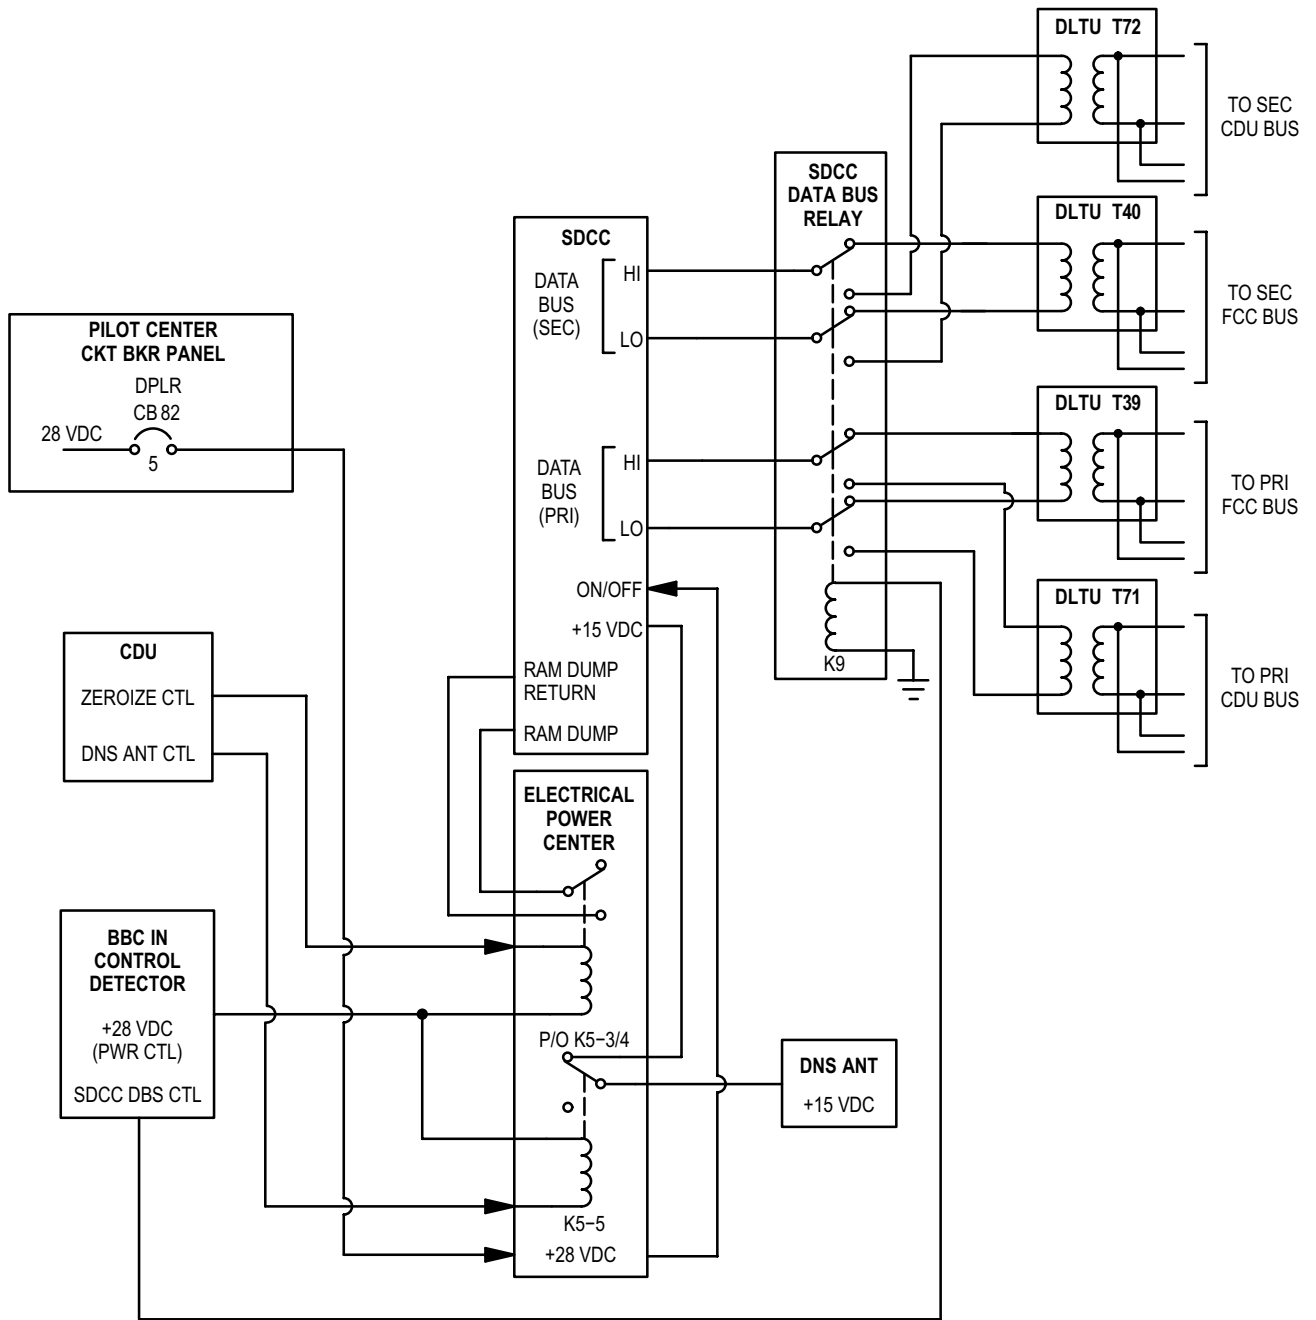 DLTU T72
TO SEC
CDU BUS
SDCC
DATA BUS
RELAY
DLTU T40
TO SEC
FCC BUS
SDCC
DATA
BUS
(SEC)
HI
LO
PILOT CENTER
CKT BKR PANEL
DPLR
CB 82
28 VDC
5
DLTU T39
TO PRI
FCC BUS
DATA
BUS
(PRI)
HI
LO
ON/OFF
+15 VDC
RAM DUMP
RETURN
RAM DUMP
K9
DLTU T71
TO PRI
CDU BUS
CDU
ZEROIZE CTL
DNS ANT CTL
ELECTRICAL
POWER
CENTER
BBC IN
CONTROL
DETECTOR
+28 VDC
(PWR CTL)
SDCC DBS CTL
P/O K5−3/4
DNS ANT
+15 VDC
K5−5
+28 VDC